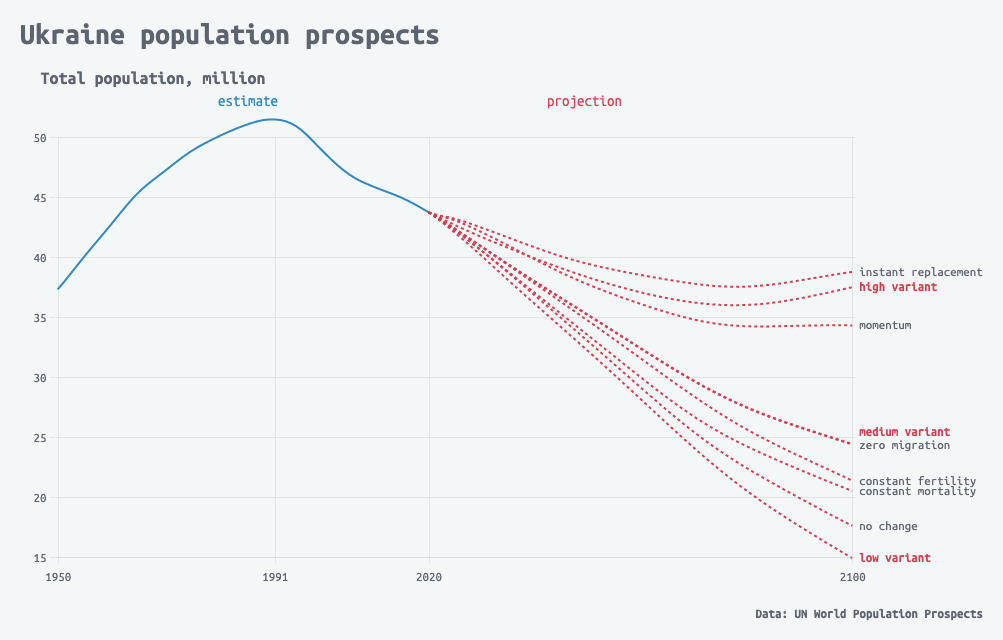 Ukraine population prospects
Total population, million
estimate
projection
50
45
40
35
30
25
20
15
instant replacement
high variant
momentum
medium variant
zero migration
constant fertility
constant mortality
no change
low variant
1950
1991
2020
2100
Data: UN World Population Prospects